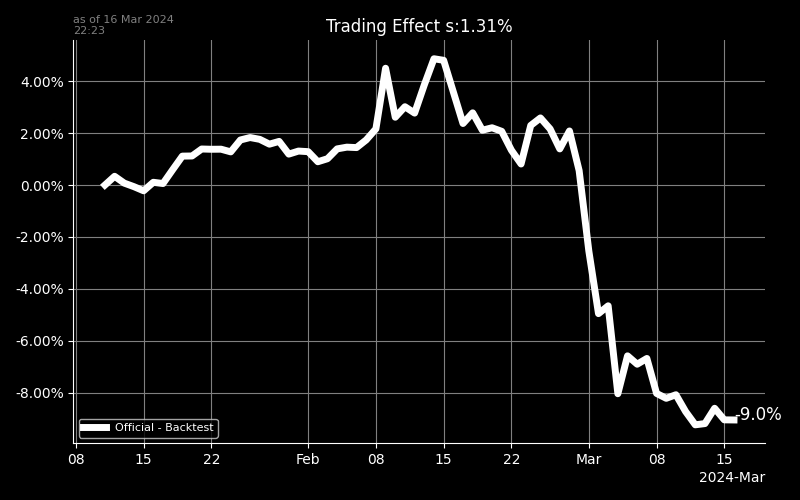 as of 16 Mar 2024
22:23
Trading Effect s:1.31%
4.00%
2.00%
0.00%
-2.00%
-4.00%
-6.00%
-8.00%
-9.0%
Official - Backtest
08 15 22 Feb 08 15 22 Mar 08 15
2024-Mar